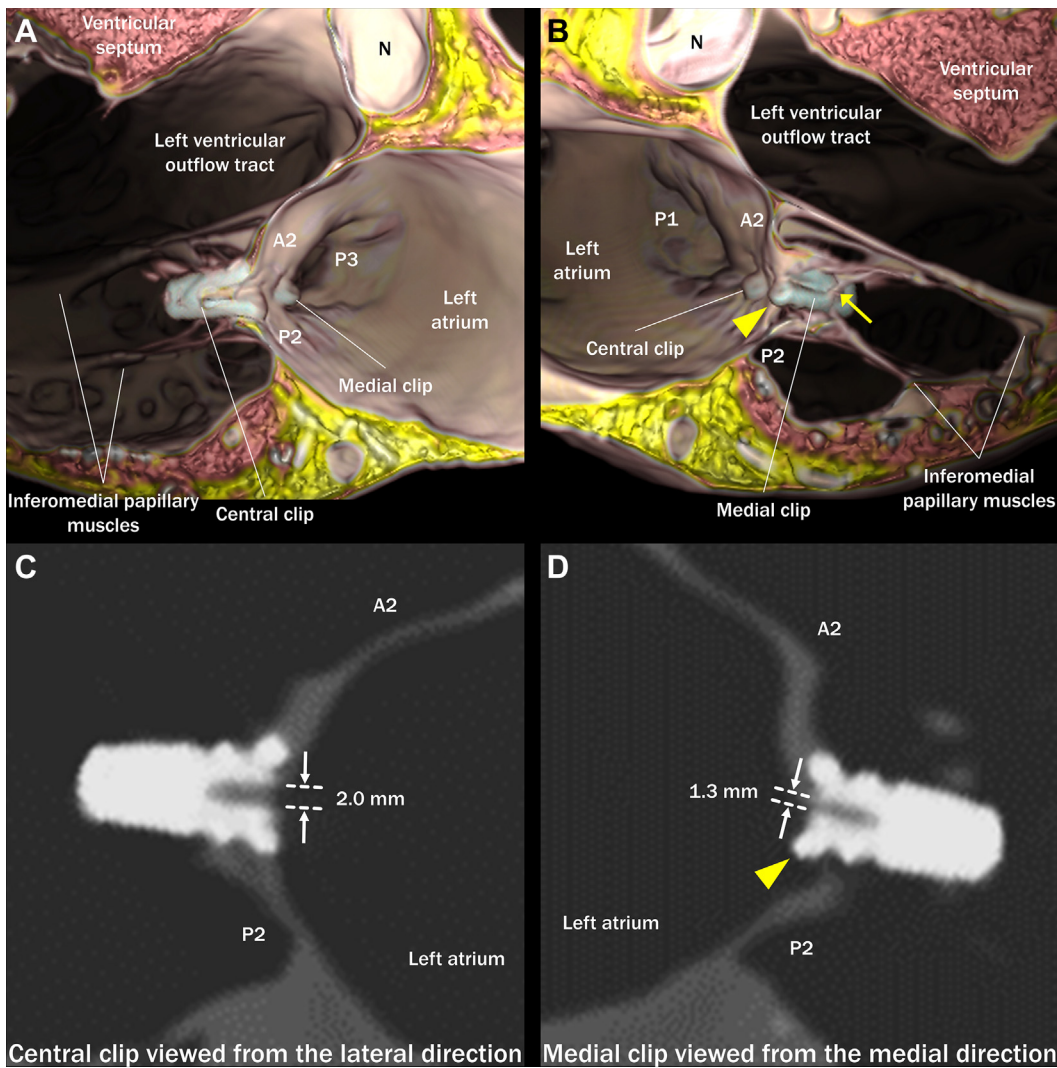 A
Ventricular
septum
N
Left ventricular
outflow tract
A2
P3
Left
atrium
P2
Medial clip
Inferomedial papillary
muscles
Central clip
B
N
Ventricular
septum
Left ventricular
outflow tract
P1
A2
Left
atrium
Central clip
P2
Medial clip
Inferomedial
papillary muscles
C
A2
2.0 mm
P2
Left atrium
Central clip viewed from the lateral direction
D
A2
1.3 mm
Left atrium
P2
Medial clip viewed from the medial direction